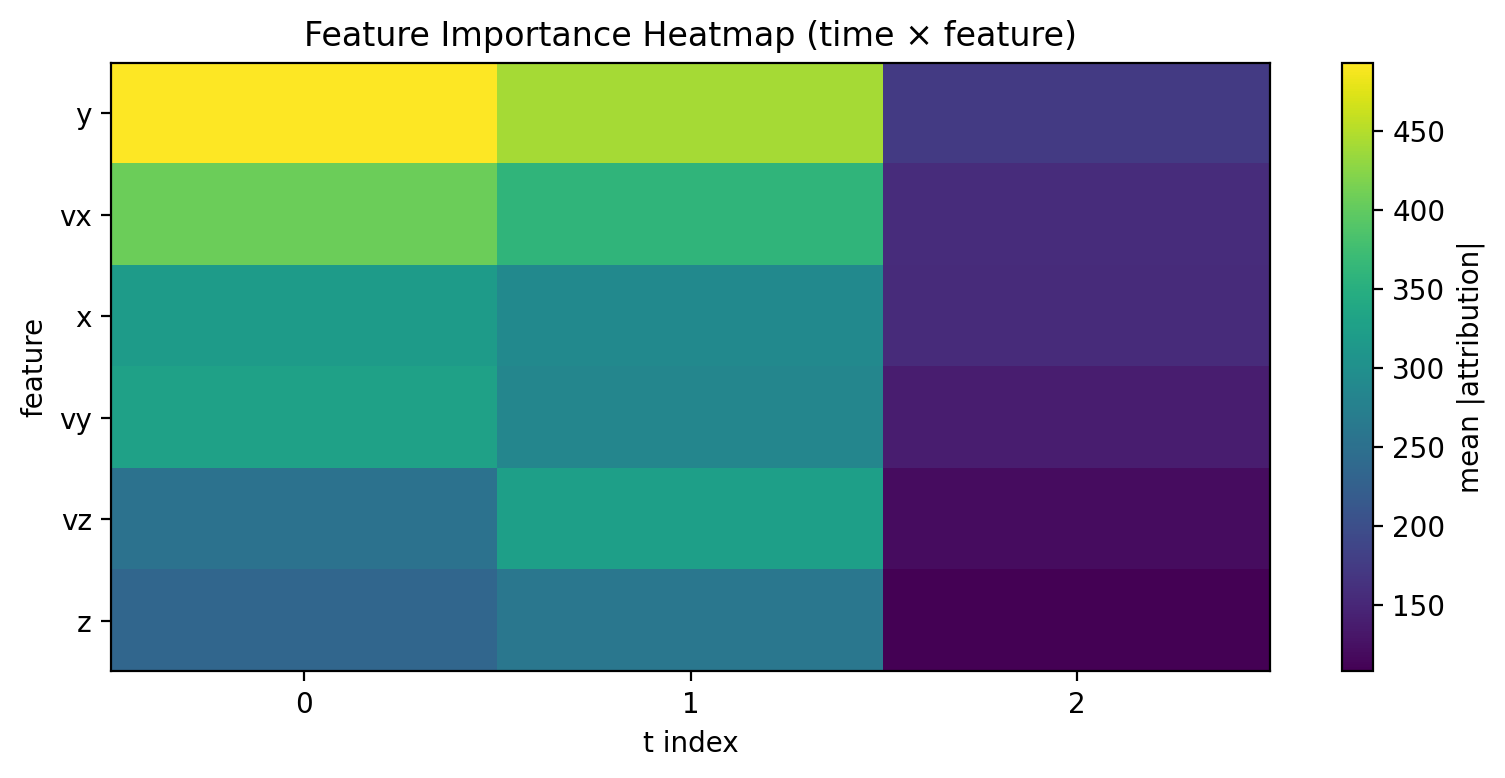 Feature Importance Heatmap (time × feature)
feature
y
vx
x
vy
vz
z
0
1
2
t index
450
400
350
300
250
200
150
mean |attribution|